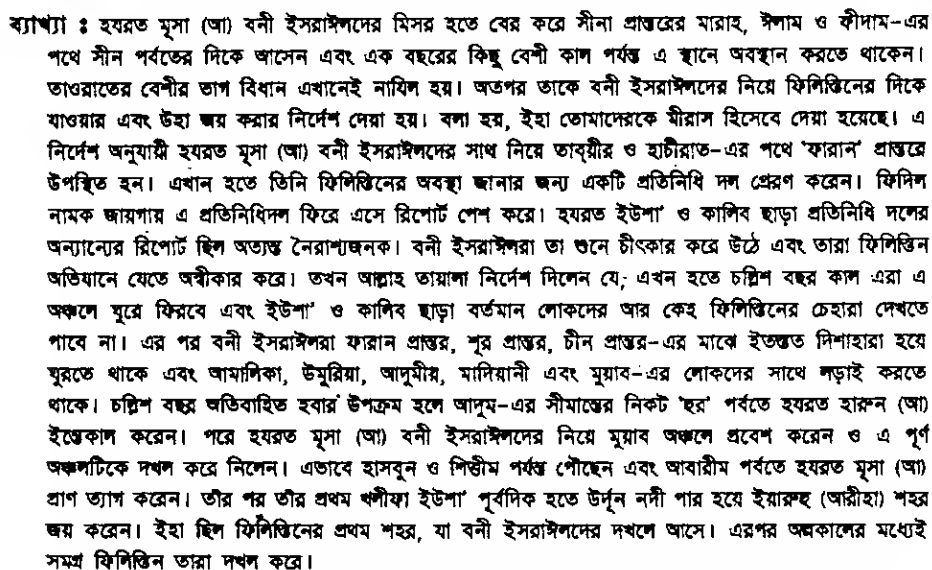 ব্যাখ্যা : হযরত মূসা (আ) বনী ইসরাঈলদের মিসর হতে বের করে সীনা প্রান্তরের মারাহ, ঈলাম ও ফীদাম-এর
পথে সীন পর্বতের দিকে আসেন এবং এক বছরের কিছু বেশী কাল পর্যন্ত এ স্থানে অবস্থান করতে থাকেন।
তাওরাতের বেশীর ভাগ বিধান এখানেই নাযিল হয়। অতপর তাকে বনী ইসরাঈলদের নিয়ে ফিলিস্তিনের দিকে
যাওয়ার এবং উহা জয় করার নির্দেশ দেয়া হয়। বলা হয়, ইহা তোমাদেরকে মীরাস হিসেবে দেয়া হয়েছে। এ
নির্দেশ অনুযায়ী হযরত মূসা (আ) বনী ইসরাঈলদের সাথ নিয়ে তাব্‌য়ীর ও হাচীরাত-এর পথে 'ফারান' প্রান্তরে
উপস্থিত হন। এখান হতে তিনি ফিলিস্তিনের অবস্থা জানার জন্য একটি প্রতিনিধি দল প্রেরণ করেন। ফিদিল
নামক জায়গায় এ প্রতিনিধিদল ফিরে এসে রিপোর্ট পেশ করে। হযরত ইউশা' ও কালিব ছাড়া প্রতিনিধি দলের
অন্যান্যের রিপোর্ট ছিল অত্যন্ত নৈরাশ্যজনক। বনী ইসরাঈলরা তা শুনে চীৎকার করে উঠে এবং তারা ফিলিস্তিন
অভিযানে যেতে অস্বীকার করে। তখন আল্লাহ তায়ালা নির্দেশ দিলেন যে, এখন হতে চল্লিশ বছর কাল এরা এ
অঞ্চলে ঘুরে ফিরবে এবং ইউশা' ও কালিব ছাড়া বর্তমান লোকদের আর কেহ ফিলিস্তিনের চেহারা দেখতে
পাবে না। এর পর বনী ইসরাঈলরা ফারান প্রান্তর, শূর প্রান্তর, চীন প্রান্তর-এর মাঝে ইতস্তত দিশাহারা হয়ে
ঘুরতে থাকে এবং আমালিকা, উমূরিয়া, আদূমীয়, মাদিয়ানী এবং মুয়াব-এর লোকদের সাথে লড়াই করতে
থাকে। চল্লিশ বছর অতিবাহিত হবার উপক্রম হলে আদূম-এর সীমান্তের নিকট 'হুর' পর্বতে হযরত হারুন (আ)
ইন্তেকাল করেন। পরে হযরত মূসা (আ) বনী ইসরাঈলদের নিয়ে মুয়াব অঞ্চলে প্রবেশ করেন ও এ পূর্ণ
অঞ্চলটিকে দখল করে নিলেন। এভাবে হাসবুন ও শিত্তীম পর্যন্ত পৌছেন এবং আবারীম পর্বতে হযরত মূসা (আ)
প্রাণ ত্যাগ করেন। তাঁর পর তাঁর প্রথম খলীফা ইউশা' পূর্বদিক হতে উর্দুন নদী পার হয়ে ইয়ারুহু (আরীহা) শহর
জয় করেন। ইহা ছিল ফিলিস্তিনের প্রথম শহর, যা বনী ইসরাঈলদের দখলে আসে। এরপর অল্পকালের মধ্যেই
সমগ্র ফিলিস্তিন তারা দখল করে।